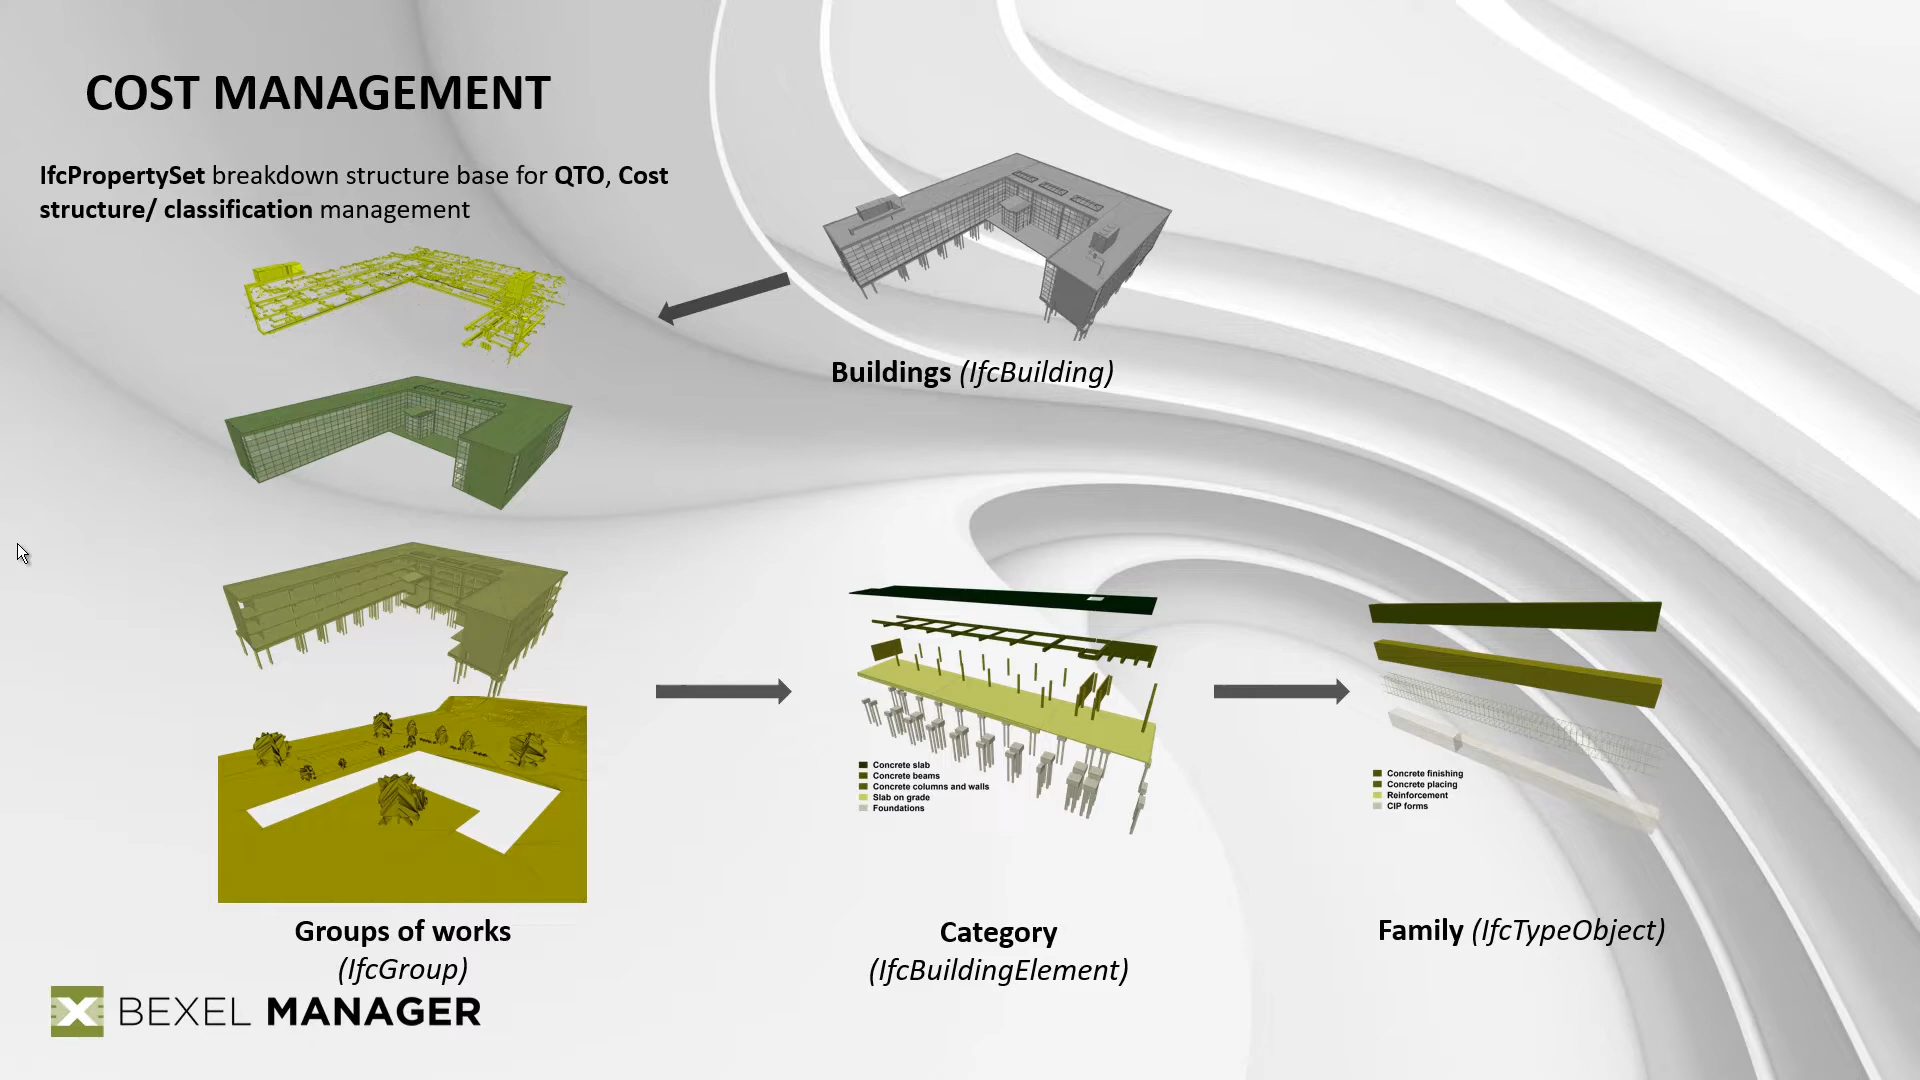 COST MANAGEMENT
IfcPropertySet breakdown structure base for QTO, Cost
structure/ classification management
Buildings (IfcBuilding)
Concrete slab
Concrete beams
Concrete columns and walls
Slab on grade
Foundations
Concrete finishing
Concrete placing
Reinforcement
CIP forms
Groups of works
(IfcGroup)
Category
(IfcBuildingElement)
Family (IfcTypeObject)
BEXEL MANAGER